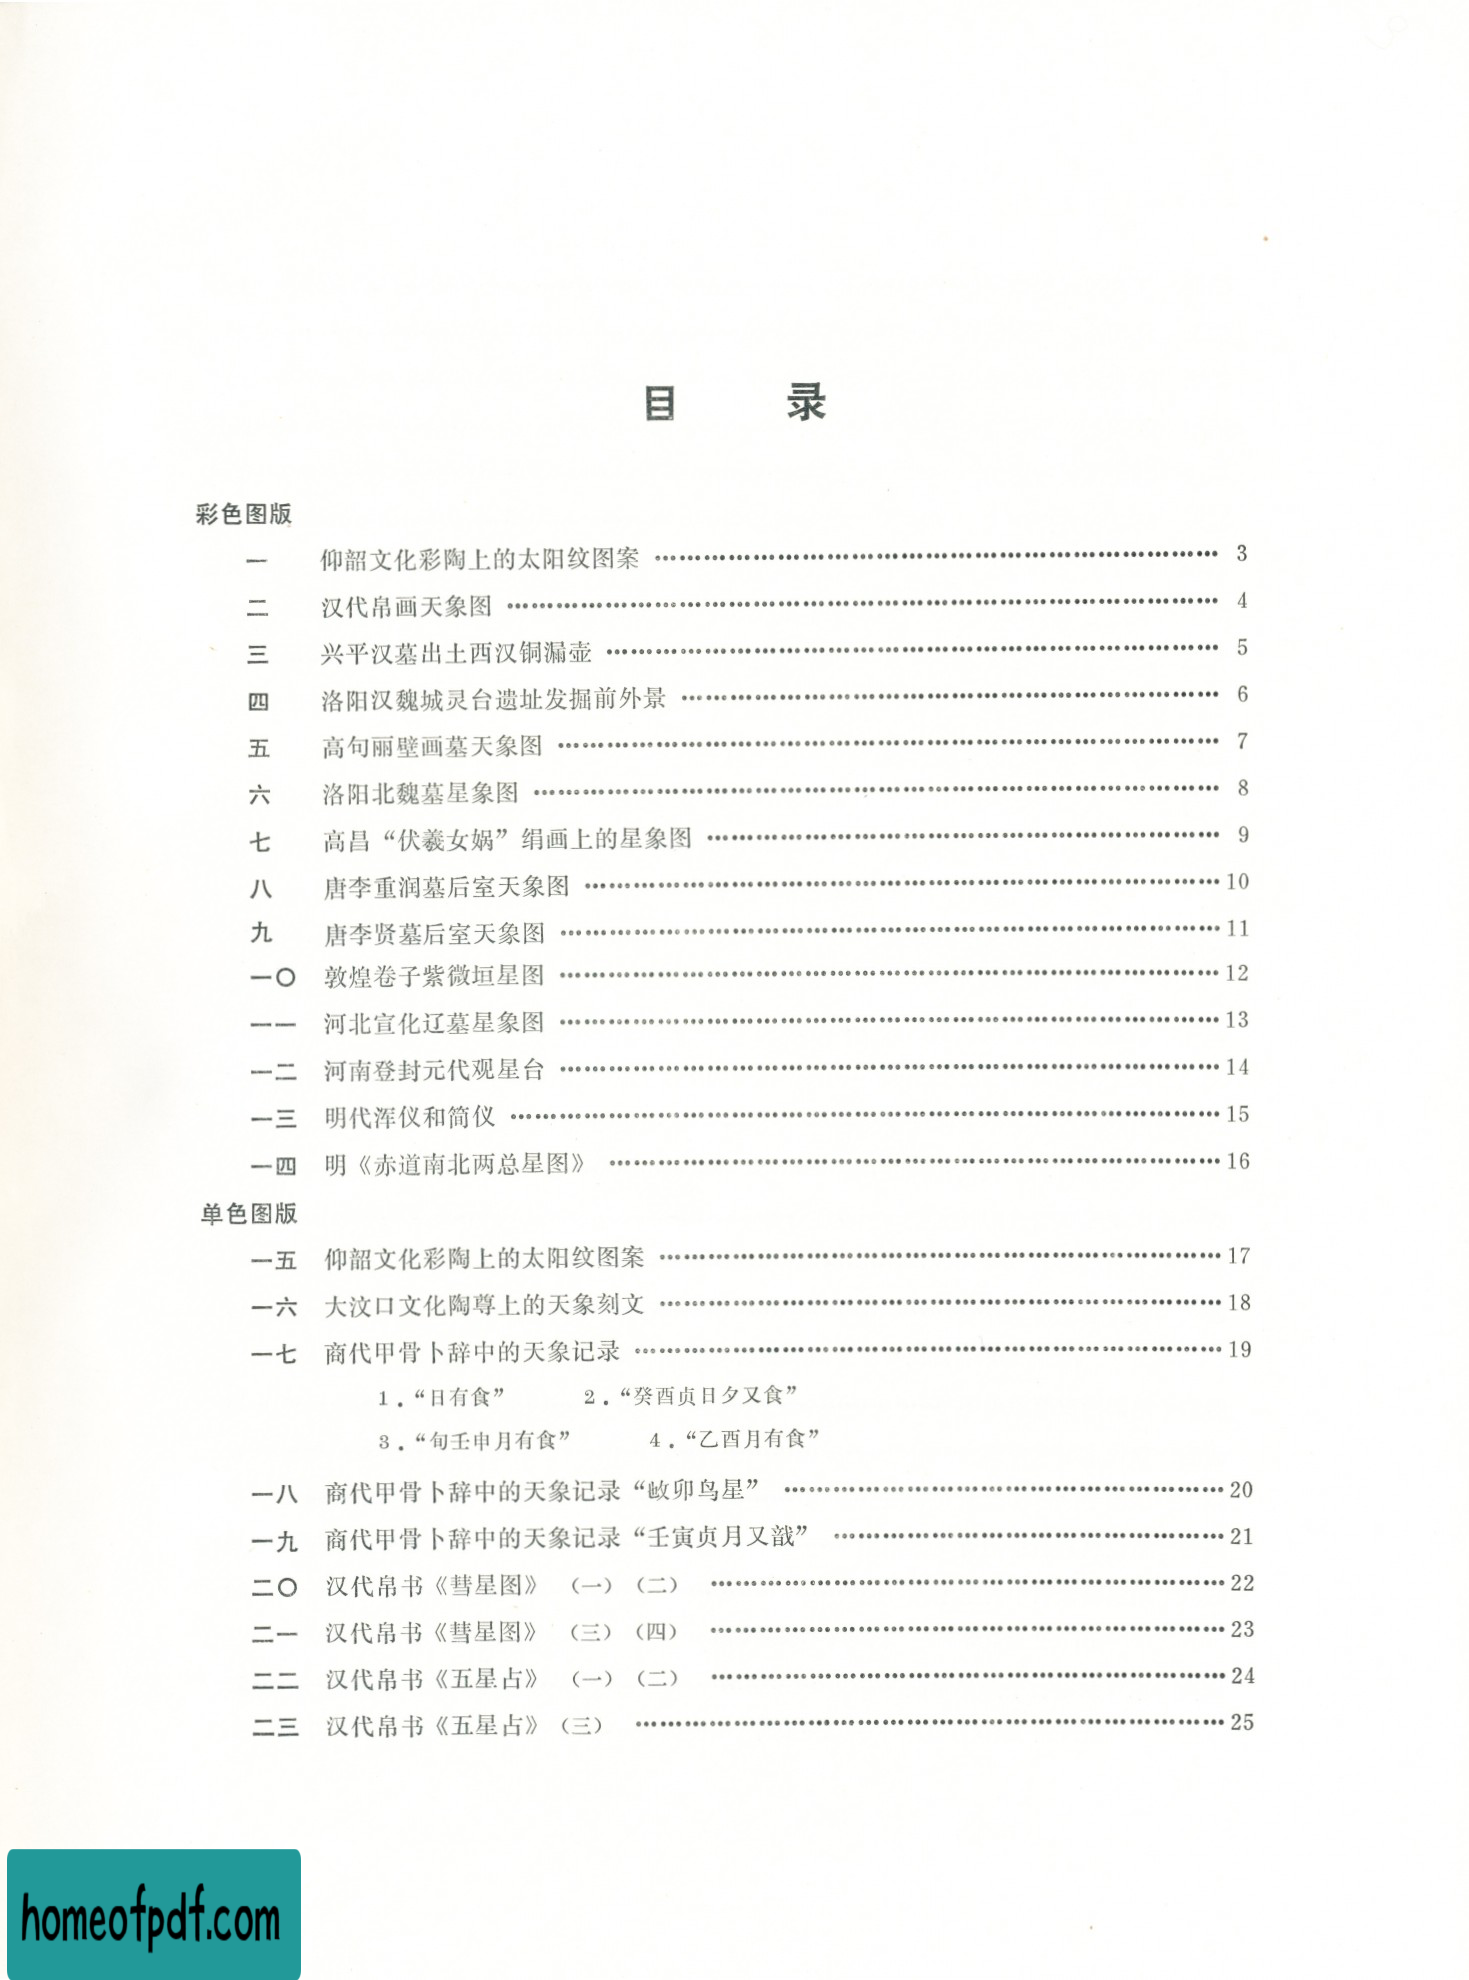 目 录
彩色图版
一 仰韶文化彩陶上的太阳纹图案 …… 3
二 汉代帛画天象图 …… 4
三 兴平汉墓出土西汉铜漏壶 …… 5
四 洛阳汉魏城灵台遗址发掘前外景 …… 6
五 高句丽壁画墓天象图 …… 7
六 洛阳北魏墓星象图 …… 8
七 高昌“伏羲女娲”绢画上的星象图 …… 9
八 唐李重润墓后室天象图 …… 10
九 唐李贤墓后室天象图 …… 11
一〇 敦煌卷子紫微垣星图 …… 12
一一 河北宣化辽墓星象图 …… 13
一二 河南登封元代观星台 …… 14
一三 明代浑仪和简仪 …… 15
一四 明《赤道南北两总星图》 …… 16
单色图版
一五 仰韶文化彩陶上的太阳纹图案 …… 17
一六 大汶口文化陶尊上的天象刻文 …… 18
一七 商代甲骨卜辞中的天象记录 …… 19
1．“日有食” 2．“癸酉贞日夕又食”
3．“旬壬申月有食” 4．“乙酉月有食”
一八 商代甲骨卜辞中的天象记录“卯鸟星” …… 20
一九 商代甲骨卜辞中的天象记录“壬寅贞月又戠” …… 21
二〇 汉代帛书《彗星图》（一）（二） …… 22
二一 汉代帛书《彗星图》（三）（四） …… 23
二二 汉代帛书《五星占》（一）（二） …… 24
二三 汉代帛书《五星占》（三） …… 25
homeofpdf.com